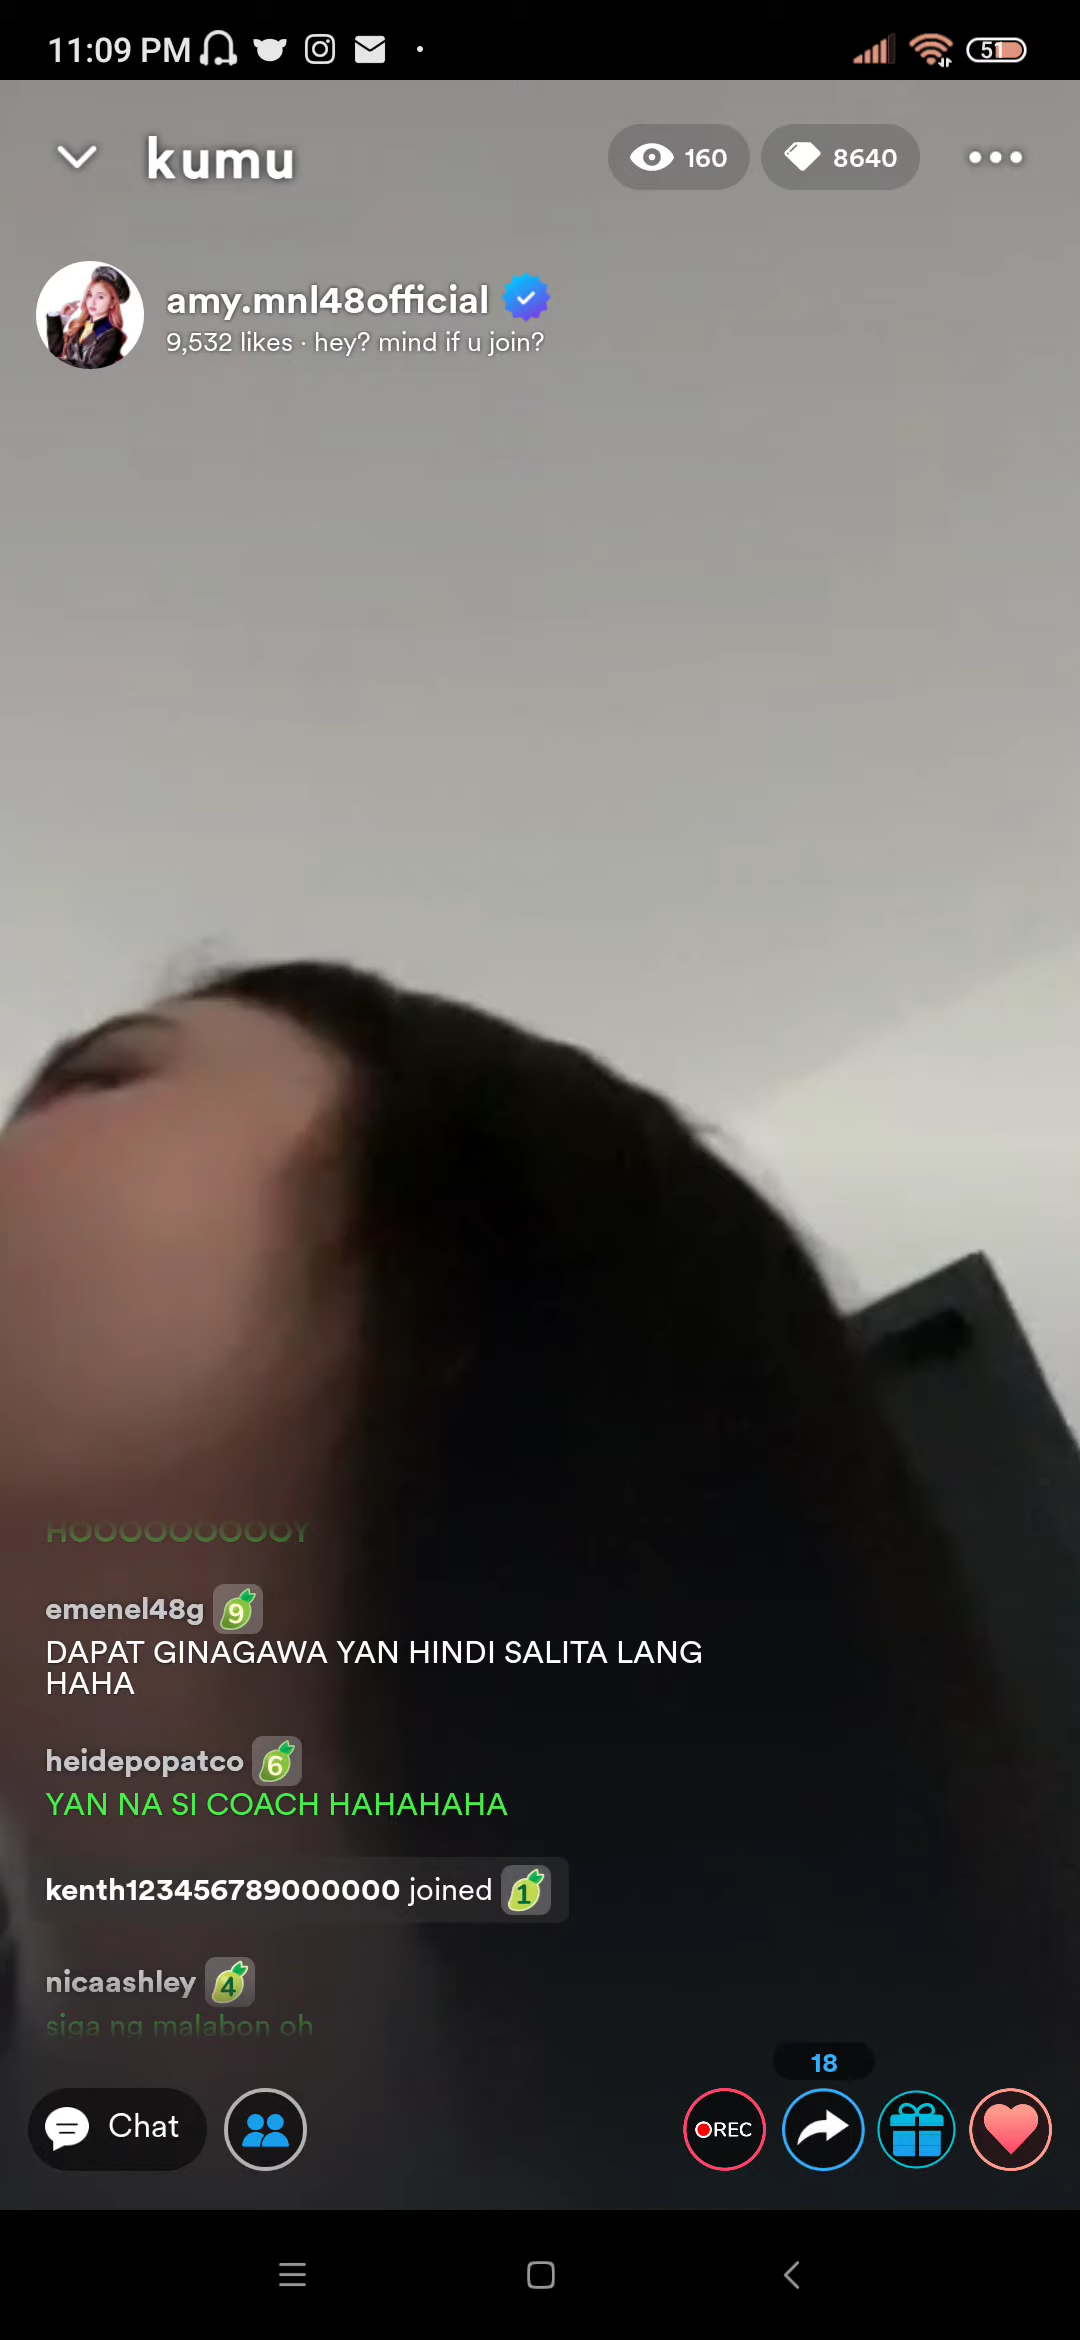 11:09 PM 51
kumu 160 8640
amy.mnl48official
9,532 likes · hey? mind if u join?
HOOOOOOOOOOY
emenel48g 9
DAPAT GINAGAWA YAN HINDI SALITA LANG
HAHA
heidepopatco 6
YAN NA SI COACH HAHAHAHA
kenth123456789000000 joined 1
nicaashley 4
siga ng malabon oh
18
Chat REC